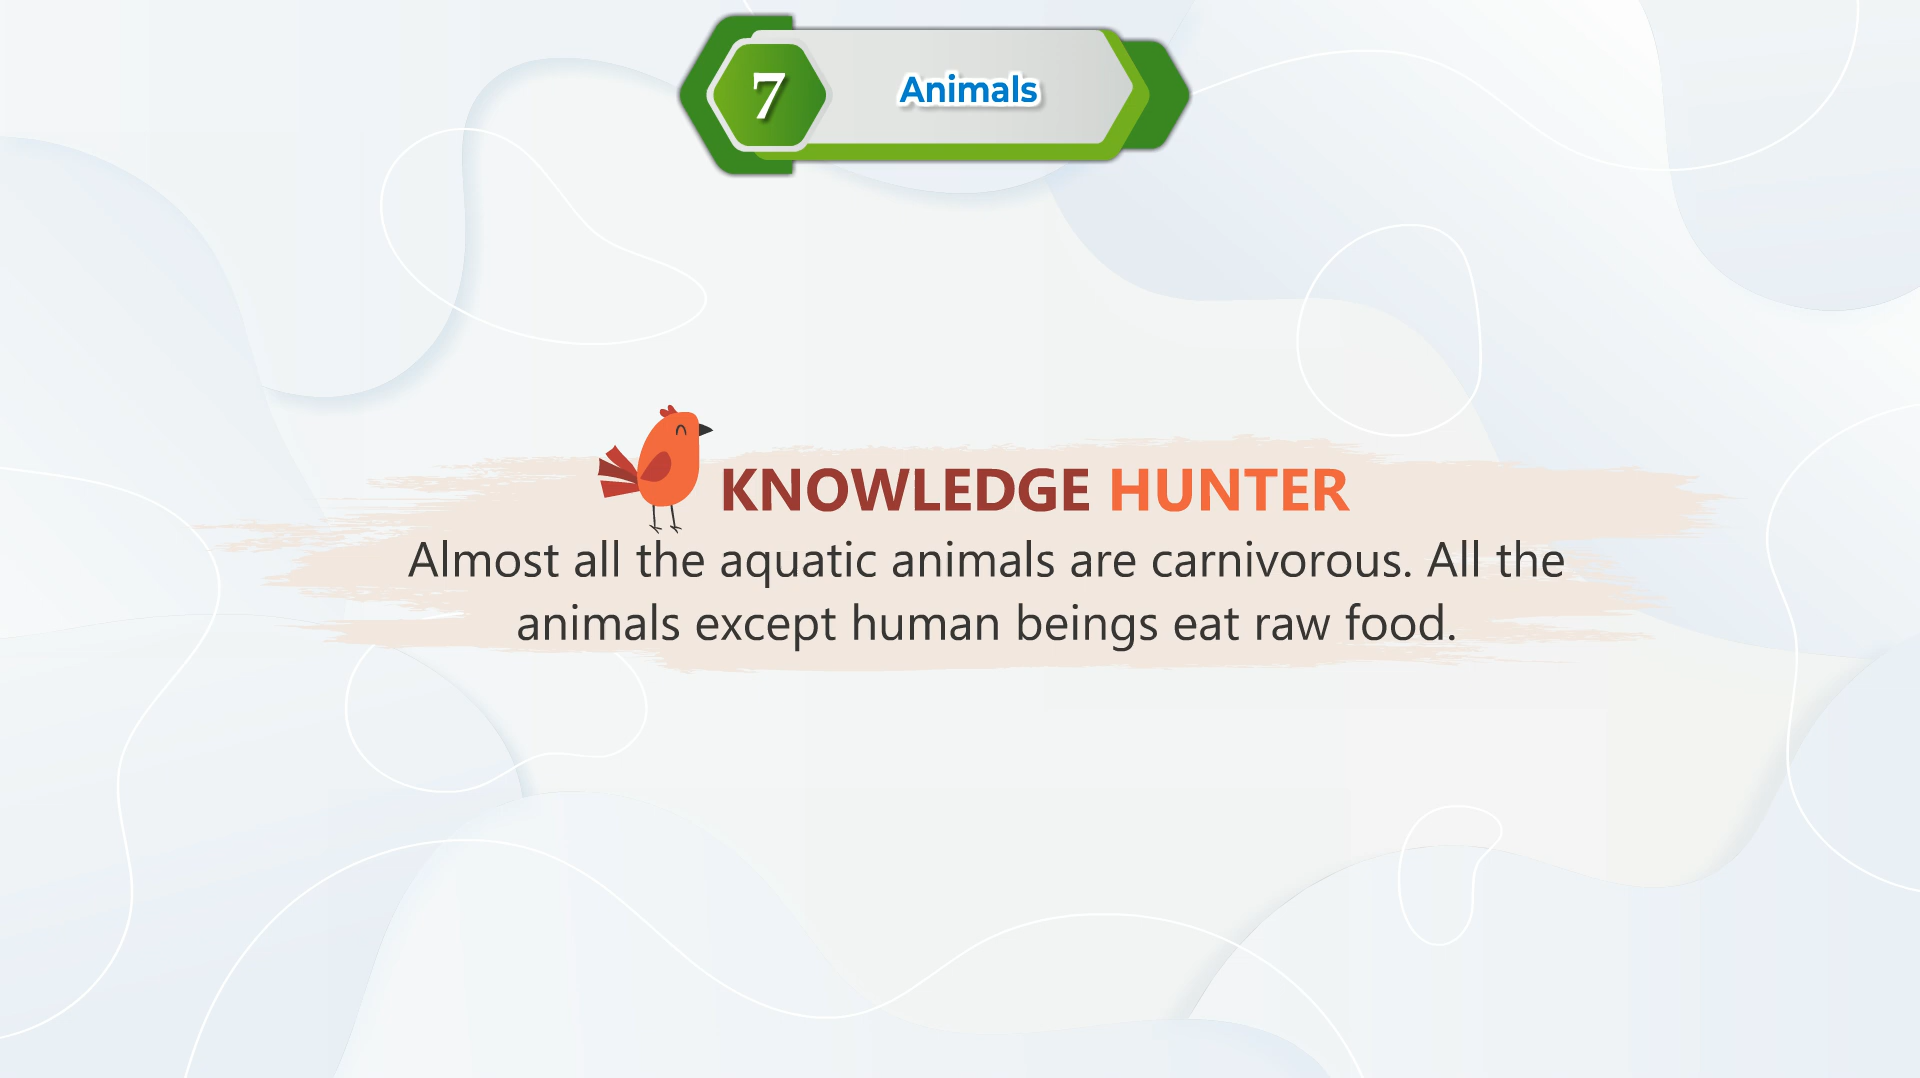 7
Animals
KNOWLEDGE HUNTER
Almost all the aquatic animals are carnivorous. All the
animals except human beings eat raw food.